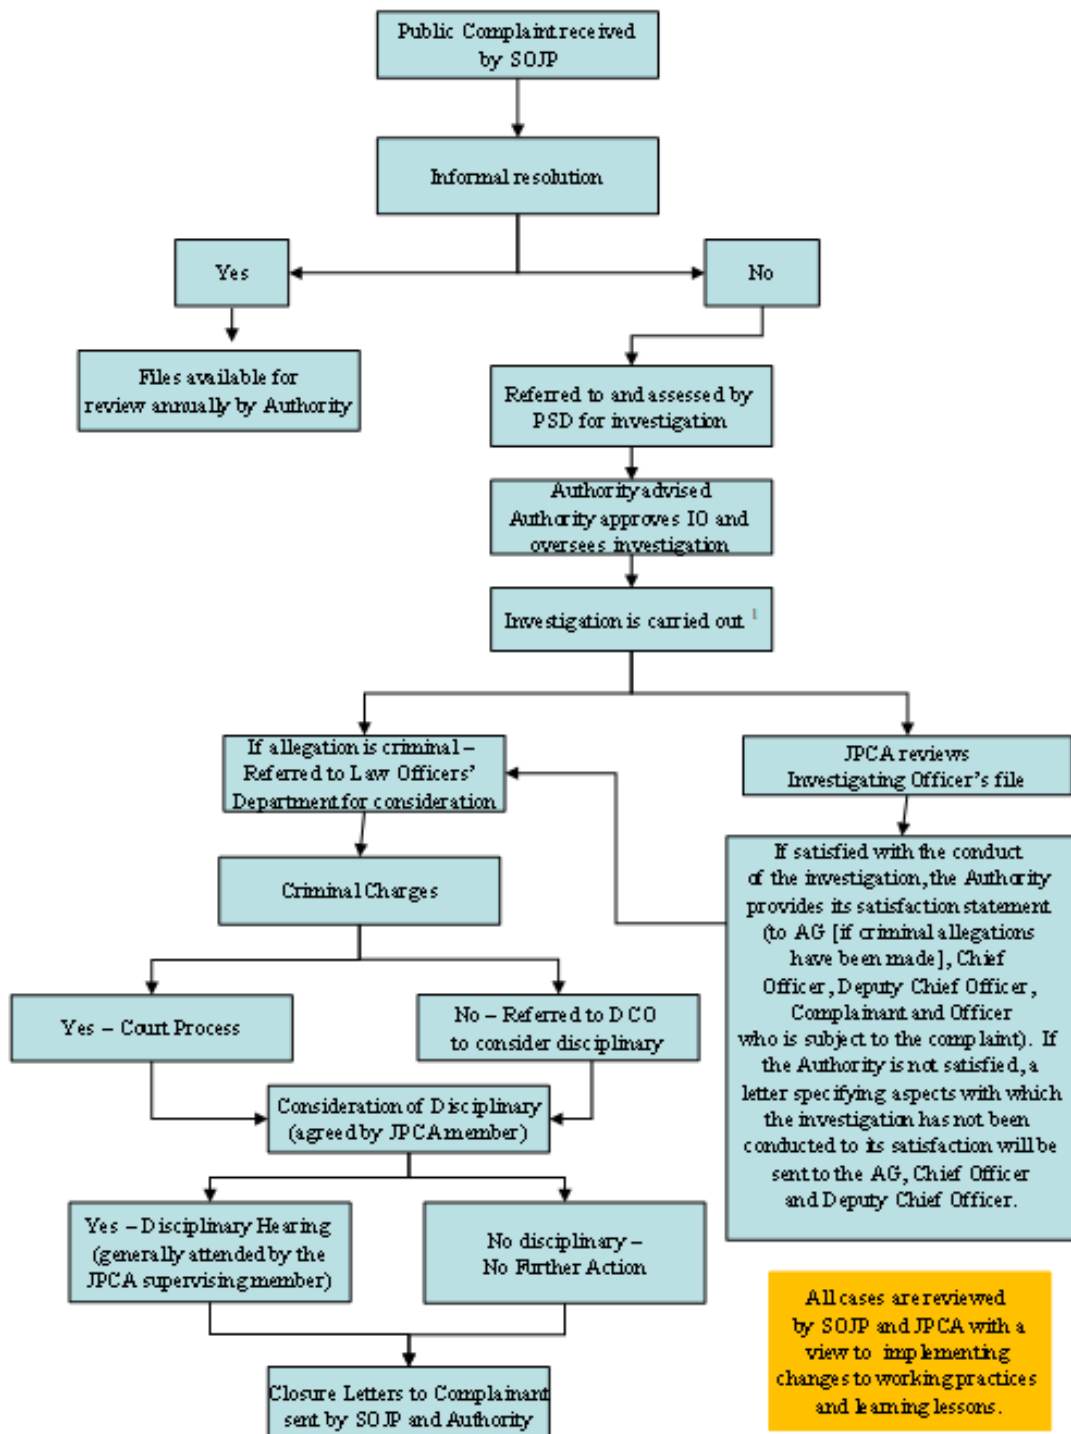 Public Complaint received
by SOJP
Informal resolution
Yes
No
Files available for
review annually by Authority
Referred to and assessed by
PSD for investigation
Authority advised
Authority approves IO and
oversees investigation
Investigation is carried out 1
If allegation is criminal –
Referred to Law Officers'
Department for consideration
JPCA reviews
Investigating Officer's file
Criminal Charges
If satisfied with the conduct
of the investigation, the Authority
provides its satisfaction statement
(to AG [if criminal allegations
have been made], Chief
Officer, Deputy Chief Officer,
Complainant and Officer
who is subject to the complaint). If
the Authority is not satisfied, a
letter specifying aspects with which
the investigation has not been
conducted to its satisfaction will be
sent to the AG, Chief Officer
and Deputy Chief Officer.
Yes – Court Process
No – Referred to DCO
to consider disciplinary
Consideration of Disciplinary
(agreed by JPCA member)
Yes – Disciplinary Hearing
(generally attended by the
JPCA supervising member)
No disciplinary –
No Further Action
All cases are reviewed
by SOJP and JPCA with a
view to implementing
changes to working practices
and learning lessons.
Closure Letters to Complainant
sent by SOJP and Authority